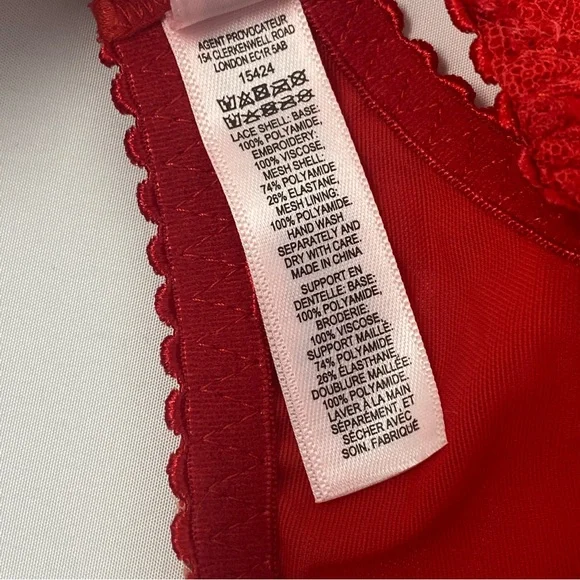 AGENT PROVOCATEUR
154 CLERKENWELL ROAD
LONDON EC1R 5AB
15424
LACE SHELL: BASE:
100% POLYAMIDE,
EMBROIDERY:
100% VISCOSE,
MESH SHELL:
74% POLYAMIDE
26% ELASTANE,
MESH LINING:
100% POLYAMIDE,
HAND WASH
SEPARATELY AND
DRY WITH CARE.
MADE IN CHINA
SUPPORT EN
DENTELLE: BASE:
100% POLYAMIDE,
BRODERIE:
100% VISCOSE,
SUPPORT MAILLÉ:
74% POLYAMIDE
26% ÉLASTHANE,
DOUBLURE MAILLÉE:
100% POLYAMIDE.
LAVER À LA MAIN
SÉPARÉMENT, ET
SÉCHER AVEC
SOIN. FABRIQUÉ